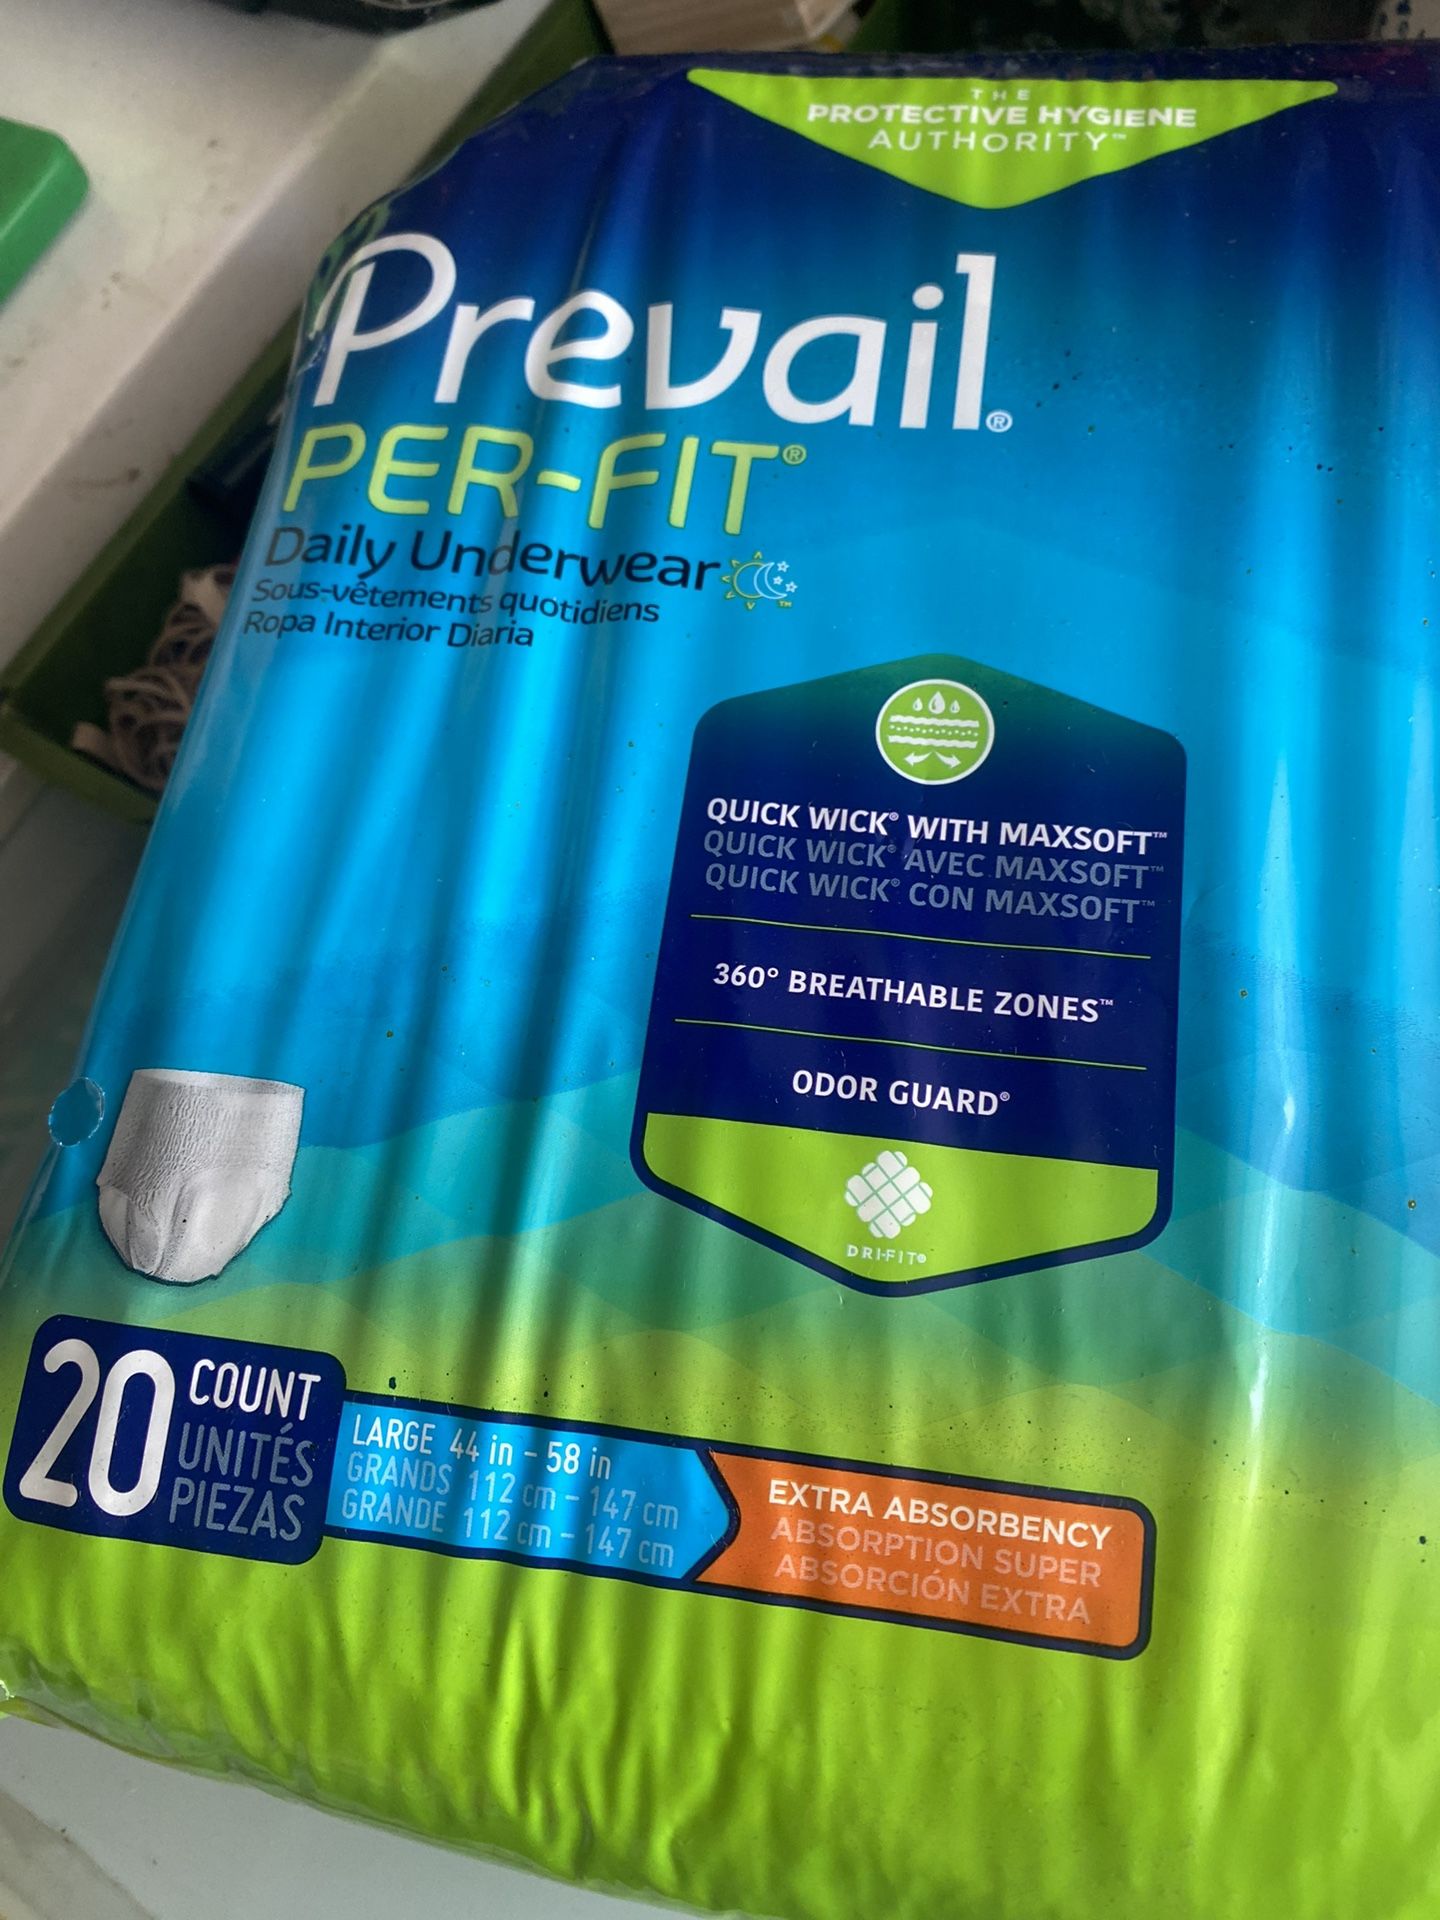 THE
PROTECTIVE HYGIENE
AUTHORITY™
Prevail®
PER-FIT®
Daily Underwear
™
Sous-vêtements quotidiens
Ropa Interior Diaria
QUICK WICK® WITH MAXSOFT™
QUICK WICK® AVEC MAXSOFT™
QUICK WICK® CON MAXSOFT™
360° BREATHABLE ZONES™
ODOR GUARD®
DRI-FIT®
20 COUNT
UNITÉS
PIEZAS
LARGE 44 in – 58 in
GRANDS 112 cm – 147 cm
GRANDE 112 cm – 147 cm
EXTRA ABSORBENCY
ABSORPTION SUPER
ABSORCIÓN EXTRA